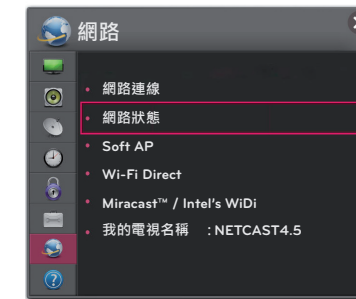 網路
• 網路連線
• 網路狀態
• Soft AP
• Wi-Fi Direct
• Miracast™ / Intel's WiDi
• 我的電視名稱 : NETCAST4.5